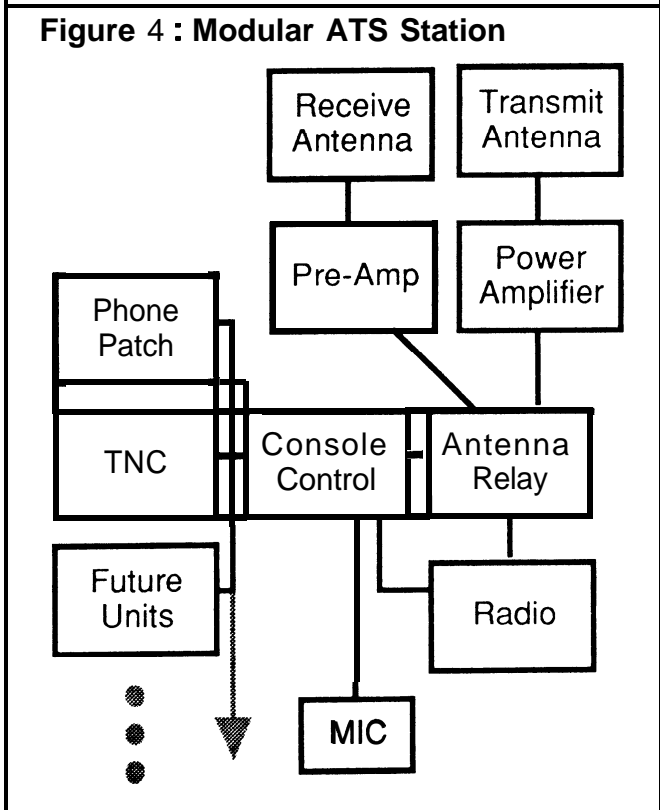 Figure 4 : Modular ATS Station
Receive
Antenna
Transmit
Antenna
Pre-Amp
Power
Amplifier
Phone
Patch
TNC
Console
Control
Antenna
Relay
Future
Units
Radio
MIC